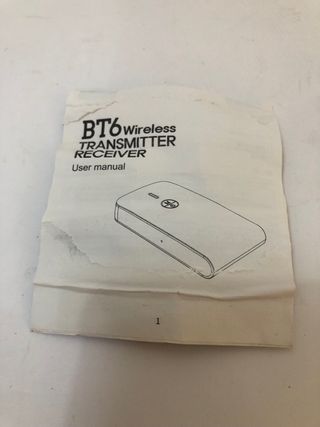 BT6 Wireless
TRANSMITTER
RECEIVER
User manual
1